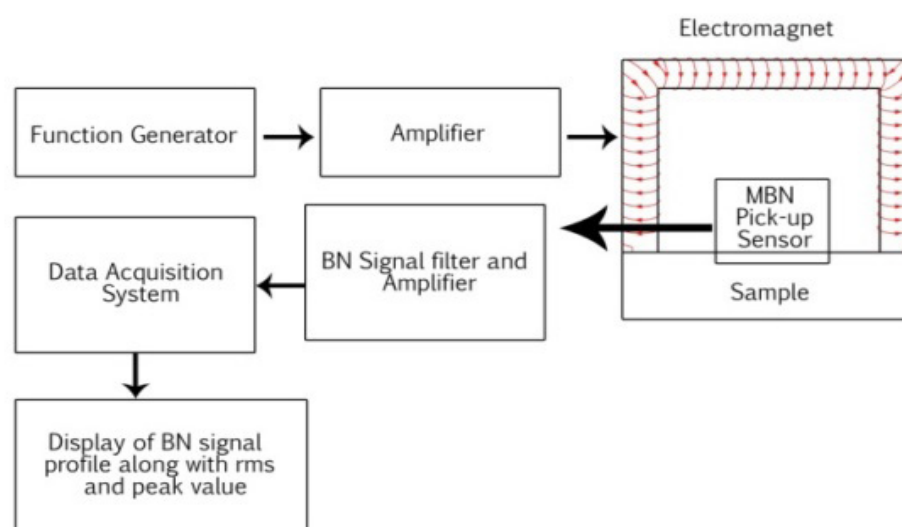 Electromagnet
Function Generator
Amplifier
MBN
Pick-up
Sensor
Sample
BN Signal filter and
Amplifier
Data Acquisition
System
Display of BN signal
profile along with rms
and peak value